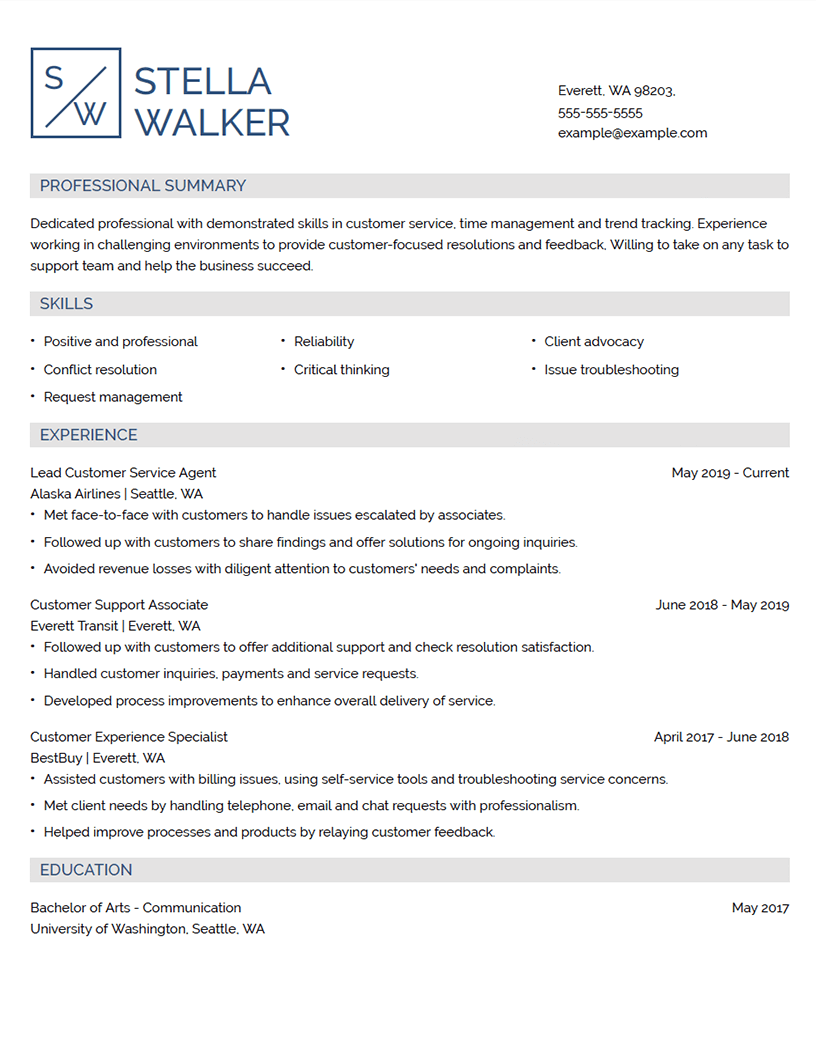 S
W
STELLA
WALKER
Everett, WA 98203,
555-555-5555
example@example.com
PROFESSIONAL SUMMARY
Dedicated professional with demonstrated skills in customer service, time management and trend tracking. Experience
working in challenging environments to provide customer-focused resolutions and feedback, Willing to take on any task to
support team and help the business succeed.
SKILLS
• Positive and professional
• Reliability
• Client advocacy
• Conflict resolution
• Critical thinking
• Issue troubleshooting
• Request management
EXPERIENCE
Lead Customer Service Agent May 2019 - Current
Alaska Airlines | Seattle, WA
• Met face-to-face with customers to handle issues escalated by associates.
• Followed up with customers to share findings and offer solutions for ongoing inquiries.
• Avoided revenue losses with diligent attention to customers' needs and complaints.
Customer Support Associate June 2018 - May 2019
Everett Transit | Everett, WA
• Followed up with customers to offer additional support and check resolution satisfaction.
• Handled customer inquiries, payments and service requests.
• Developed process improvements to enhance overall delivery of service.
Customer Experience Specialist April 2017 - June 2018
BestBuy | Everett, WA
• Assisted customers with billing issues, using self-service tools and troubleshooting service concerns.
• Met client needs by handling telephone, email and chat requests with professionalism.
• Helped improve processes and products by relaying customer feedback.
EDUCATION
Bachelor of Arts - Communication May 2017
University of Washington, Seattle, WA